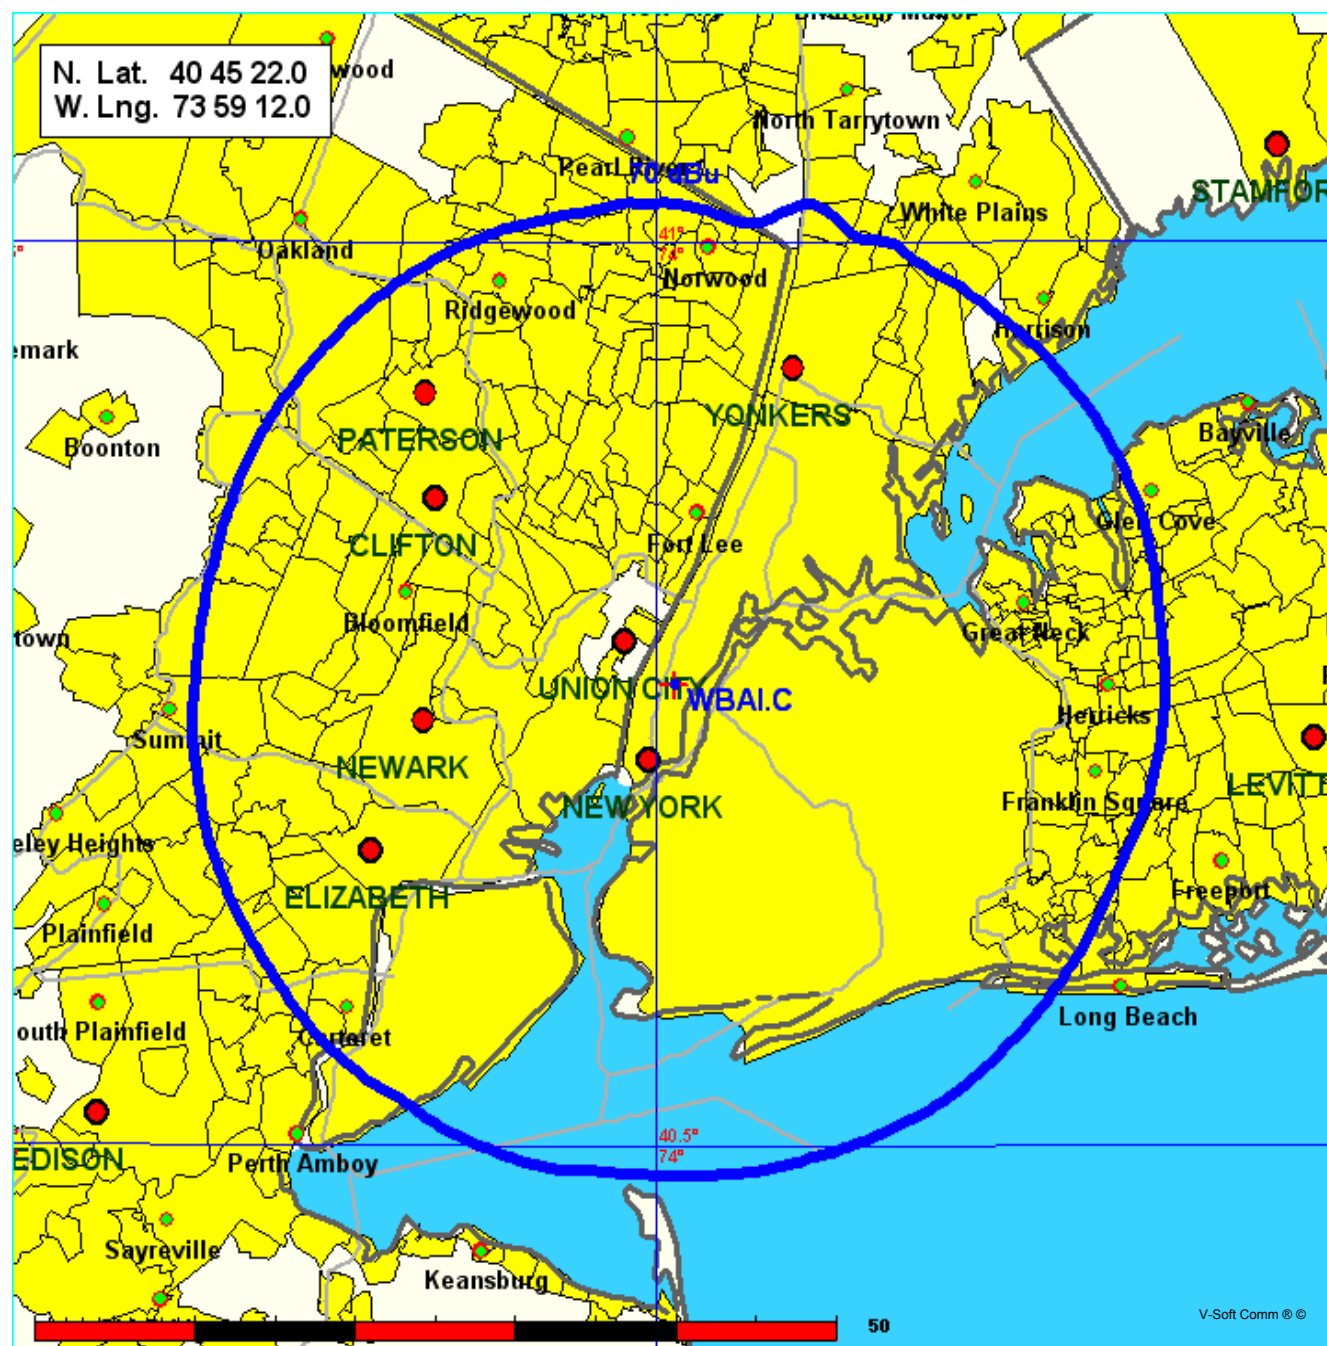 N. Lat. 40 45 22.0
W. Lng. 73 59 12.0
wood
North Tarrytown
Pearl River
70 dBu
STAMFOR
White Plains
Oakland
41°
74°
Norwood
Ridgewood
Harrison
emark
YONKERS
Bayville
PATERSON
Boonton
Glen Cove
CLIFTON
Fort Lee
Bloomfield
Great Neck
town
UNION CITY
WBAI.C
Herricks
Summit
NEWARK
LEVITT
Franklin Square
NEW YORK
eley Heights
Freeport
ELIZABETH
Plainfield
Long Beach
outh Plainfield
Carteret
40.5°
74°
EDISON
Perth Amboy
Sayreville
Keansburg
50
V-Soft Comm ® ©